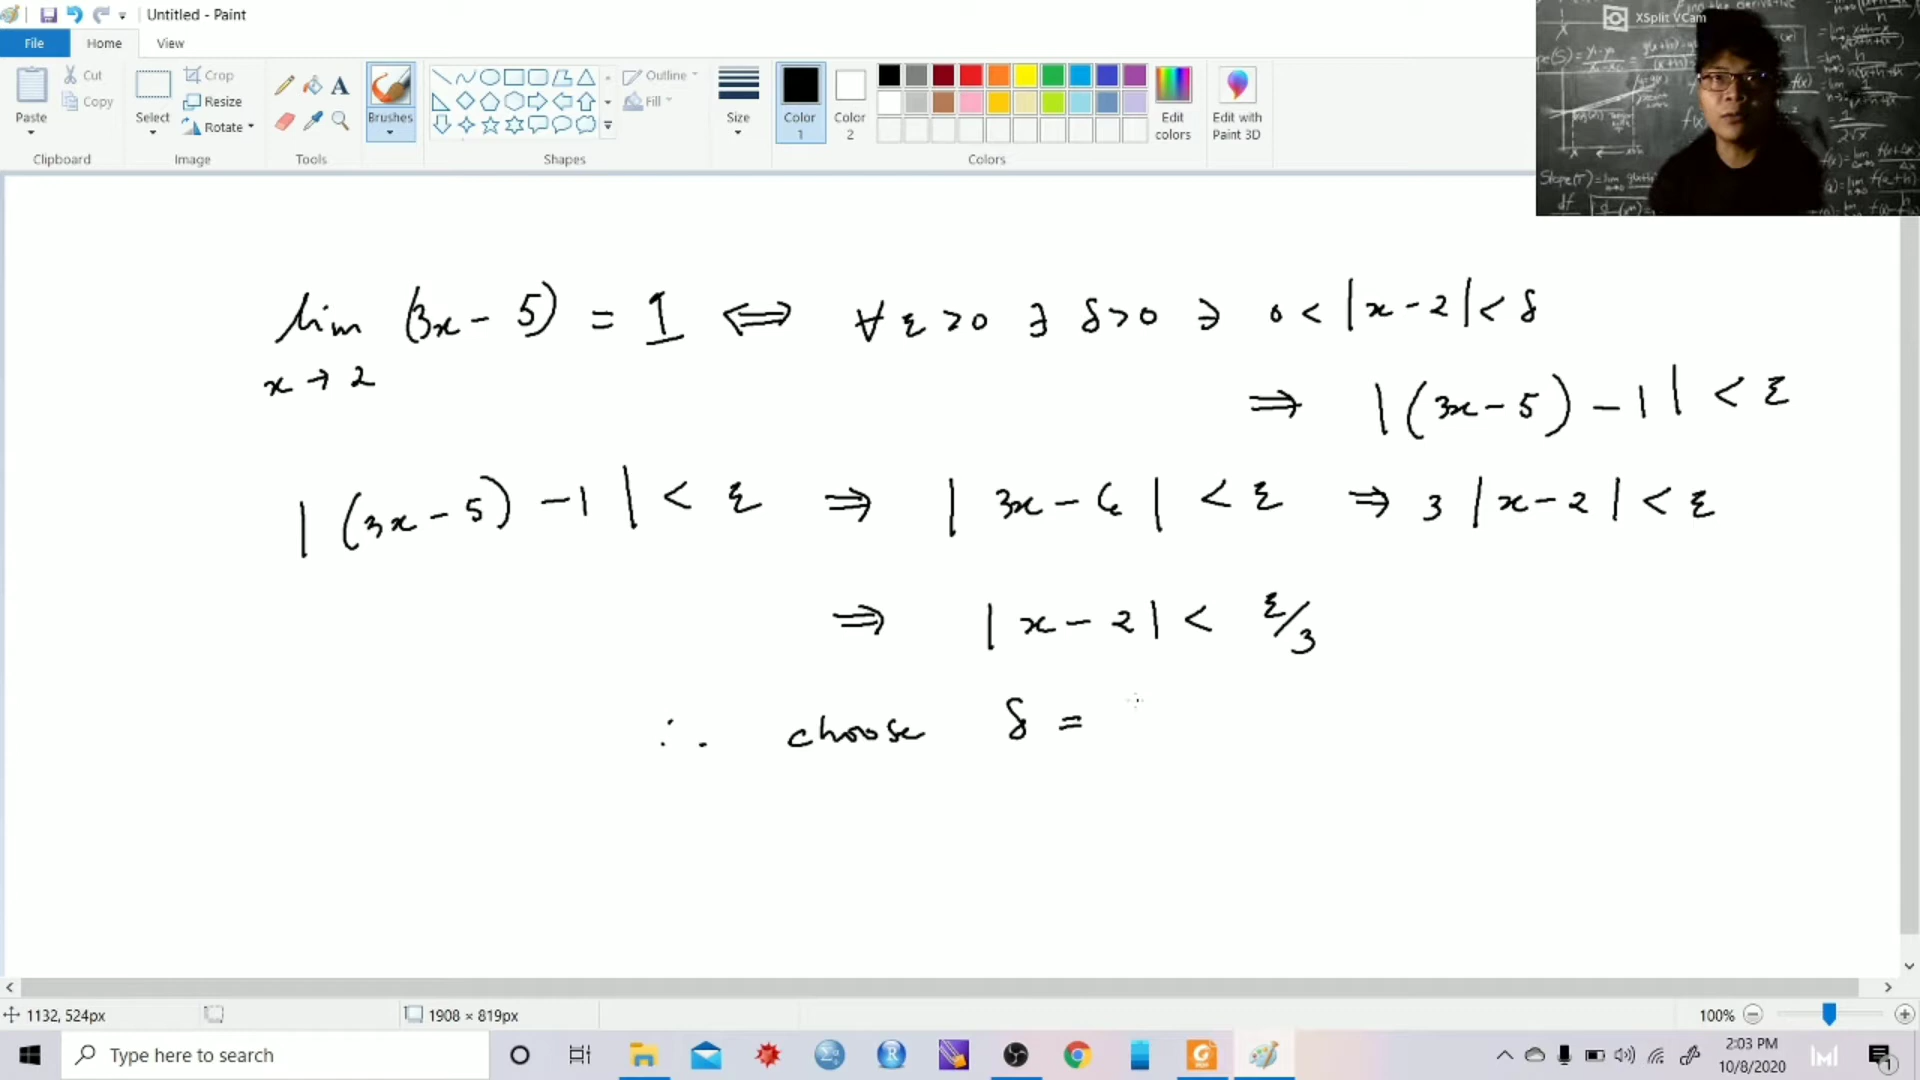 Untitled - Paint
File Home View
Paste
Cut
Copy
Clipboard
Select
Crop
Resize
Rotate
Image
Tools
Brushes
Shapes
Outline
Fill
Size
Color 1
Color 2
Colors
Edit colors
Edit with Paint 3D
XSplit VCam
lim (3x - 5) = 1 ⟺ ∀ ε > 0 ∃ δ > 0 ∋ 0 < |x - 2| < δ
x → 2
⇒ |(3x - 5) - 1| < ε
|(3x - 5) - 1| < ε ⇒ |3x - 6| < ε ⇒ 3 |x - 2| < ε
⇒ |x - 2| < ε/3
∴ choose δ =
1132, 524px
1908 × 819px
100%
Type here to search
2:03 PM
10/8/2020